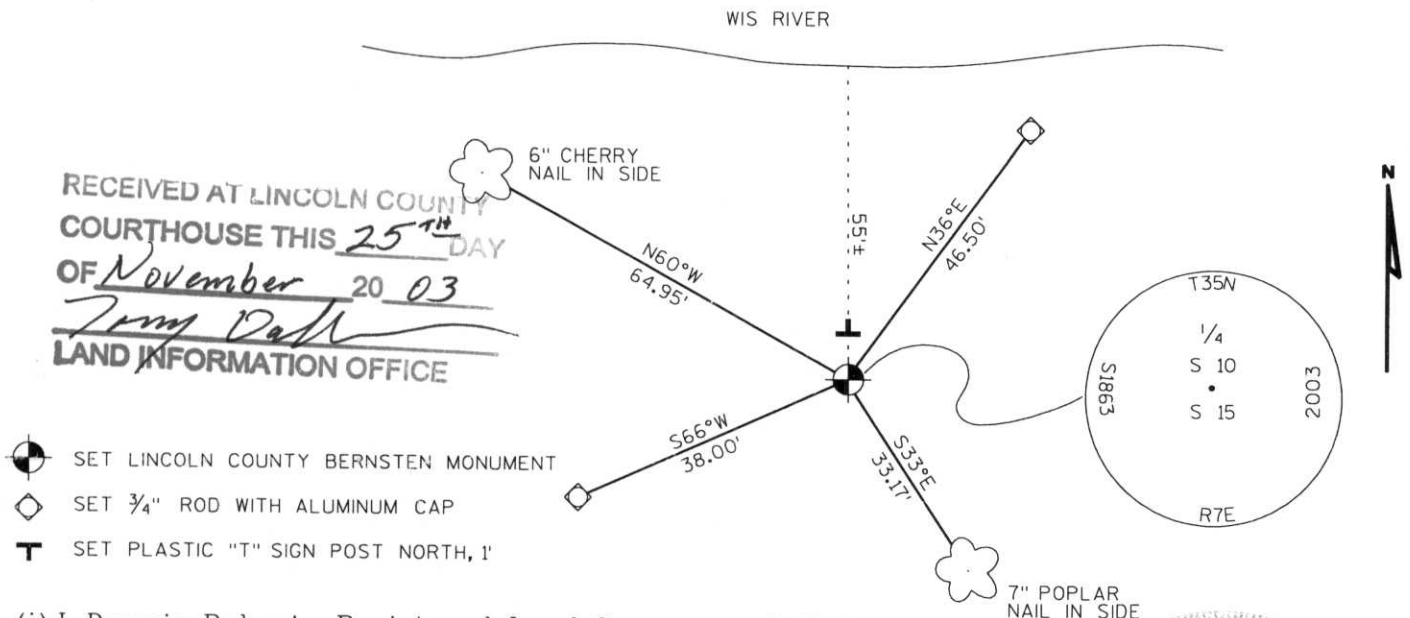 WIS RIVER
6" CHERRY
NAIL IN SIDE
RECEIVED AT LINCOLN COUNTY
COURTHOUSE THIS 25TH DAY
OF November 20 03
LAND INFORMATION OFFICE
N60°W
64.95'
55'±
N36°E
46.50'
N
S66°W
38.00'
S33°E
33.17'
T35N
1/4
S 10
S 15
S1863
2003
R7E
SET LINCOLN COUNTY BERNSTEN MONUMENT
SET 3/4" ROD WITH ALUMINUM CAP
SET PLASTIC "T" SIGN POST NORTH, 1'
7" POPLAR
NAIL IN SIDE